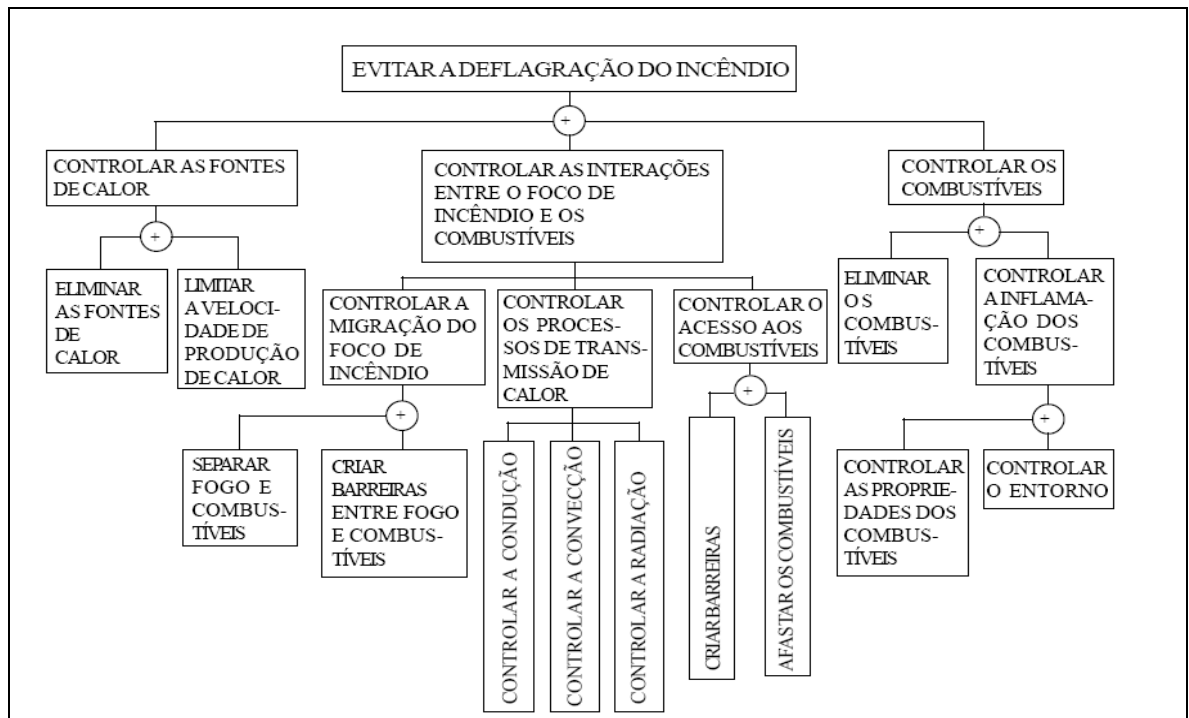 EVITAR A DEFLAGRAÇÃO DO INCÊNDIO
+
CONTROLAR AS FONTES
DE CALOR
CONTROLAR AS INTERAÇÕES
ENTRE O FOCO DE
INCÊNDIO E OS
COMBUSTÍVEIS
CONTROLAR OS
COMBUSTÍVEIS
+
+
ELIMINAR
AS FONTES
DE
CALOR
LIMITAR
A VELOCI-
DADE DE
PRODUÇÃO
DE CALOR
CONTROLAR A
MIGRAÇÃO DO
FOCO DE
INCÊNDIO
CONTROLAR
OS PROCES-
SOS DE TRANS-
MISSÃO DE
CALOR
CONTROLAR O
ACESSO AOS
COMBUSTÍVEIS
ELIMINAR
OS
COMBUS-
TÍVEIS
CONTROLAR
A INFLAMA-
ÇÃO DOS
COMBUS-
TÍVEIS
+
+
+
SEPARAR
FOGO E
COMBUS-
TÍVEIS
CRIAR
BARREIRAS
ENTRE FOGO
E COMBUS-
TÍVEIS
CONTROLAR A CONDUÇÃO
CONTROLAR A CONVECÇÃO
CONTROLAR A RADIAÇÃO
CRIAR BARREIRAS
AFASTAR OS COMBUSTÍVEIS
CONTROLAR
AS PROPRIE-
DADES DOS
COMBUS-
TÍVEIS
CONTROLAR
O ENTORNO